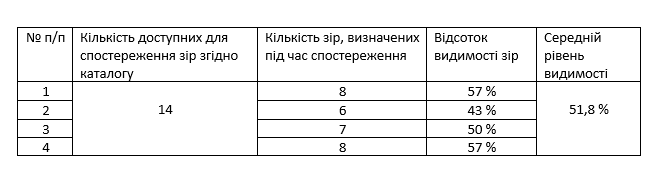 № п/п
Кількість доступних для
спостереження зір згідно
каталогу
Кількість зір, визначених
під час спостереження
Відсоток
видимості зір
Середній
рівень
видимості
1
14
8
57 %
51,8 %
2
6
43 %
3
7
50 %
4
8
57 %